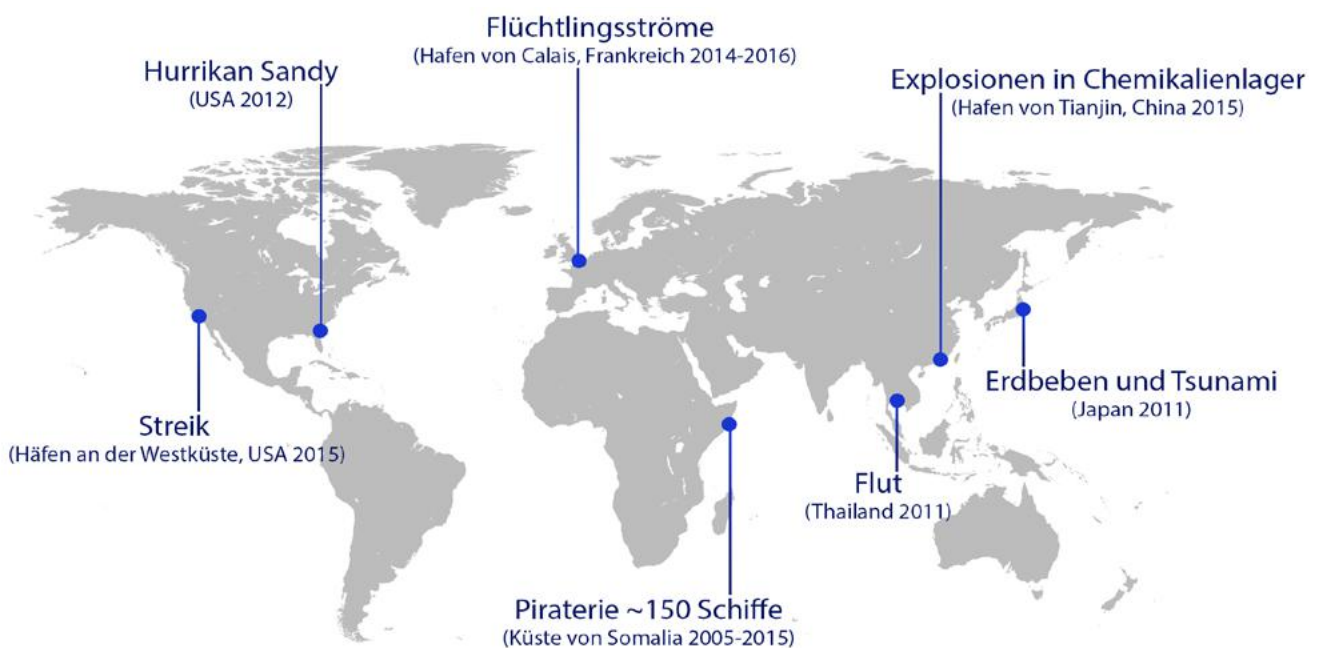 Flüchtlingsströme
(Hafen von Calais, Frankreich 2014-2016)
Hurrikan Sandy
(USA 2012)
Explosionen in Chemikalienlager
(Hafen von Tianjin, China 2015)
Erdbeben und Tsunami
(Japan 2011)
Streik
(Häfen an der Westküste, USA 2015)
Flut
(Thailand 2011)
Piraterie ~150 Schiffe
(Küste von Somalia 2005-2015)